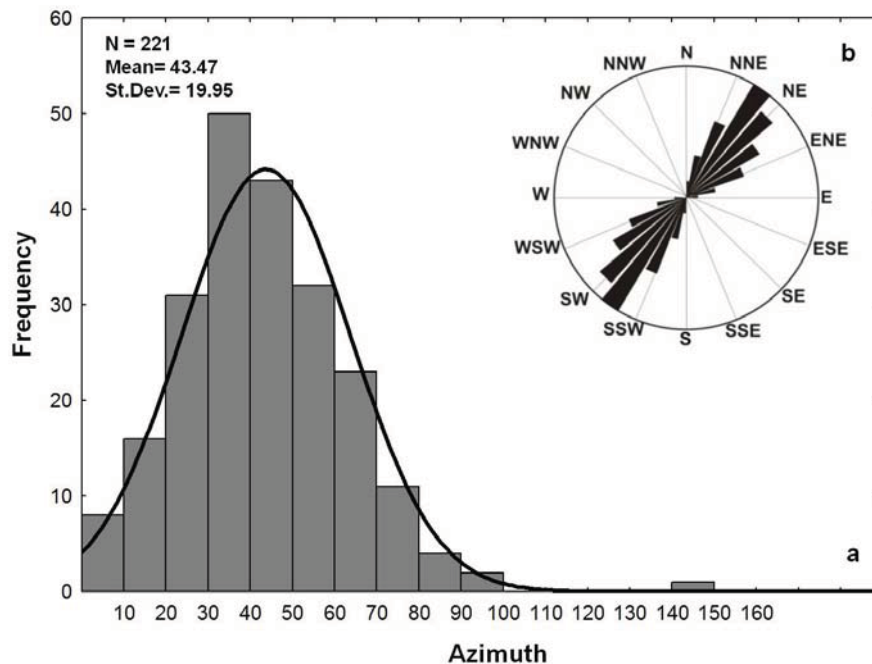 60
50
40
30
20
10
0
Frequency
N = 221
Mean= 43.47
St.Dev.= 19.95
b
N
NNE
NE
ENE
E
ESE
SE
SSE
S
SSW
SW
WSW
W
WNW
NW
NNW
a
10 20 30 40 50 60 70 80 90 100 110 120 130 140 150 160
Azimuth